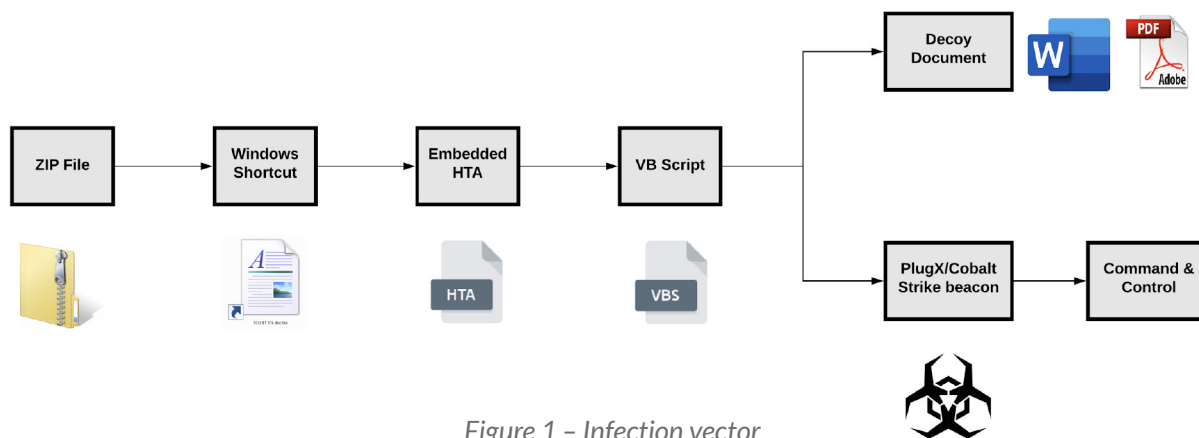 ZIP File
Windows
Shortcut
Embedded
HTA
VB Script
Decoy
Document
W
PDF
Adobe
A
HTA
VBS
PlugX/Cobalt
Strike beacon
Command &
Control
Figure 1 – Infection vector